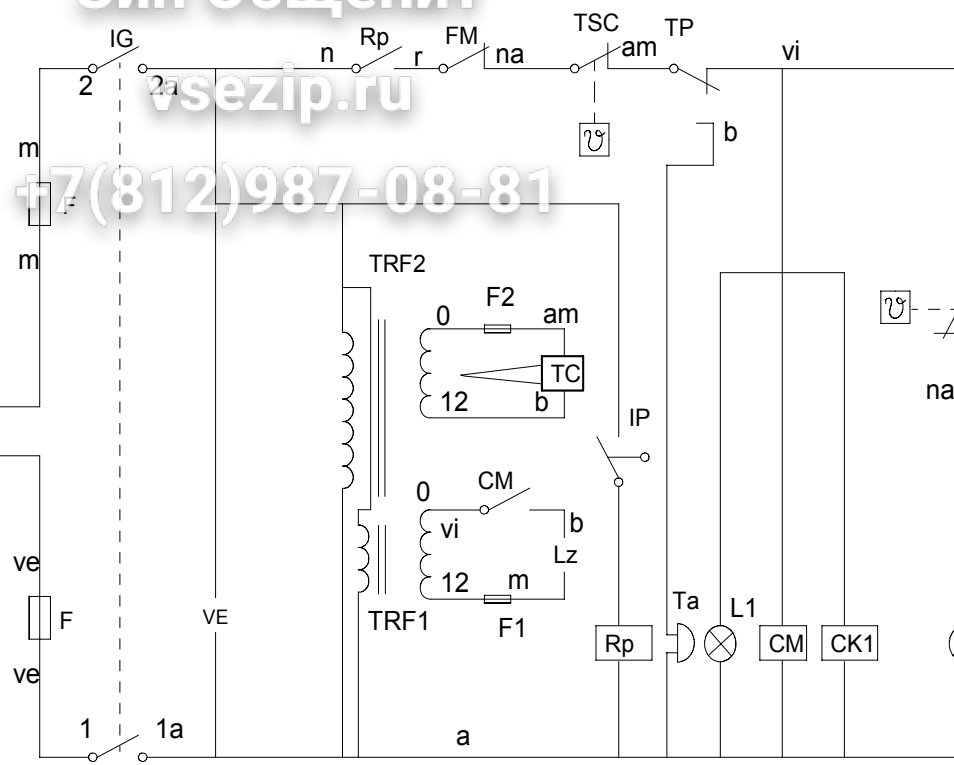 IG
n
Rp
r
FM
na
TSC
am
TP
vi
2
2a
vsezip.ru
b
m
+7(812)987-08-81
F
m
TRF2
0
F2
am
TC
12
b
na
IP
0
CM
vi
b
Lz
12
m
F1
TRF1
ve
F
VE
Ta
L1
Rp
CM
CK1
ve
1
1a
a